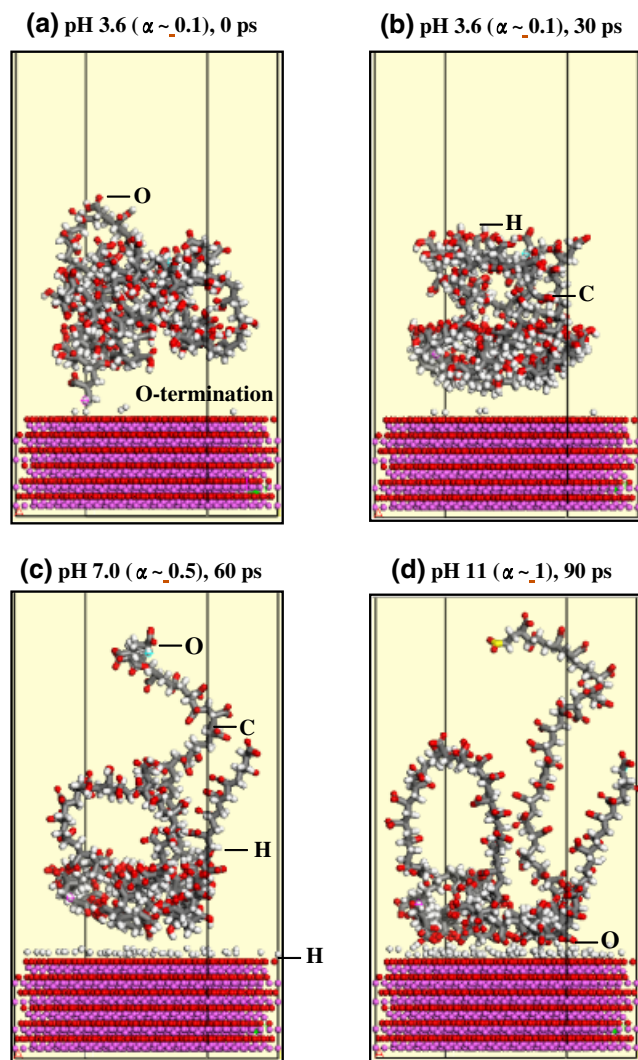 (a) pH 3.6 (α ~ 0.1), 0 ps
(b) pH 3.6 (α ~ 0.1), 30 ps
O
O-termination
H
C
(c) pH 7.0 (α ~ 0.5), 60 ps
(d) pH 11 (α ~ 1), 90 ps
O
C
H
H
O